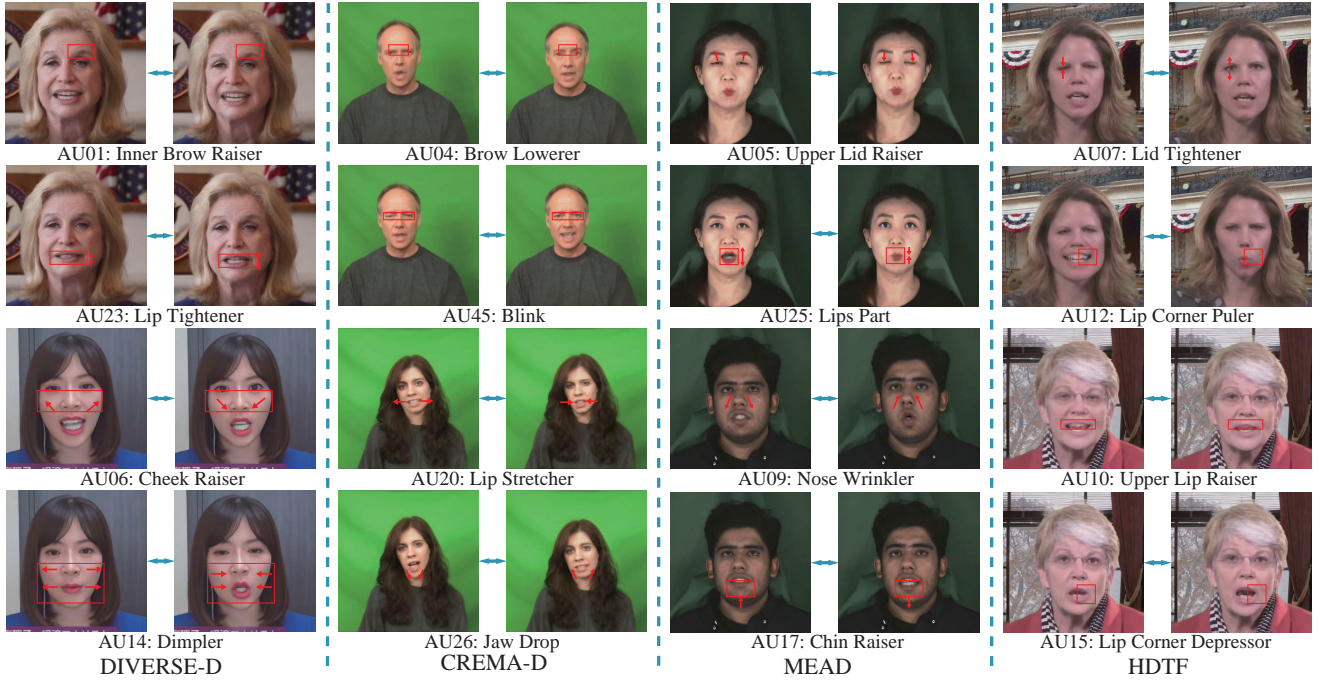 AU01: Inner Brow Raiser
AU04: Brow Lowerer
AU05: Upper Lid Raiser
AU07: Lid Tightener
AU23: Lip Tightener
AU45: Blink
AU25: Lips Part
AU12: Lip Corner Puler
AU06: Cheek Raiser
AU20: Lip Stretcher
AU09: Nose Wrinkler
AU10: Upper Lip Raiser
AU14: Dimpler
AU26: Jaw Drop
AU17: Chin Raiser
AU15: Lip Corner Depressor
DIVERSE-D
CREMA-D
MEAD
HDTF